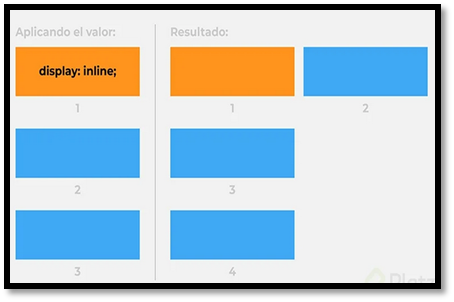 Aplicando el valor:
display: inline;
1
2
3
Resultado:
1
2
3
4